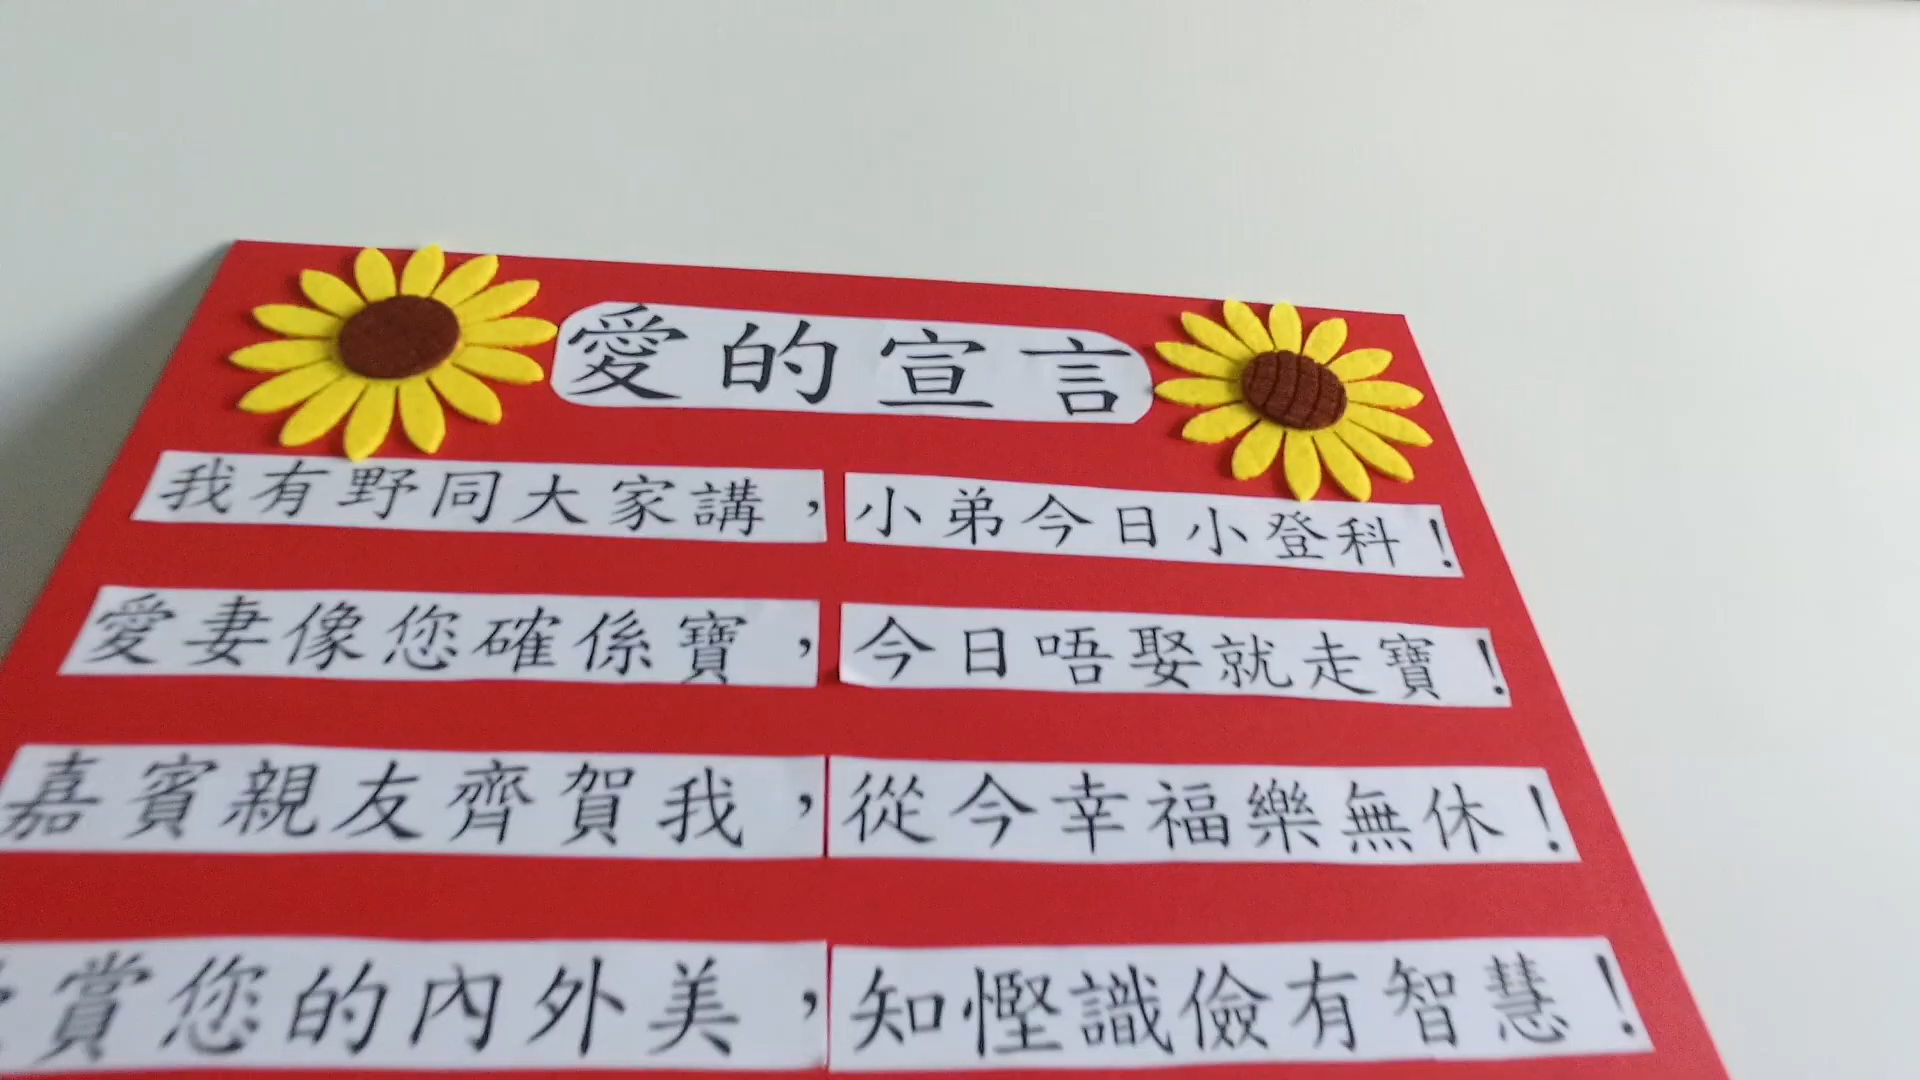 愛的宣言
我有野同大家講，小弟今日小登科！
愛妻像您確係寶，今日唔娶就走寶！
嘉賓親友齊賀我，從今幸福樂無休！
賞您的內外美，知慳識儉有智慧！